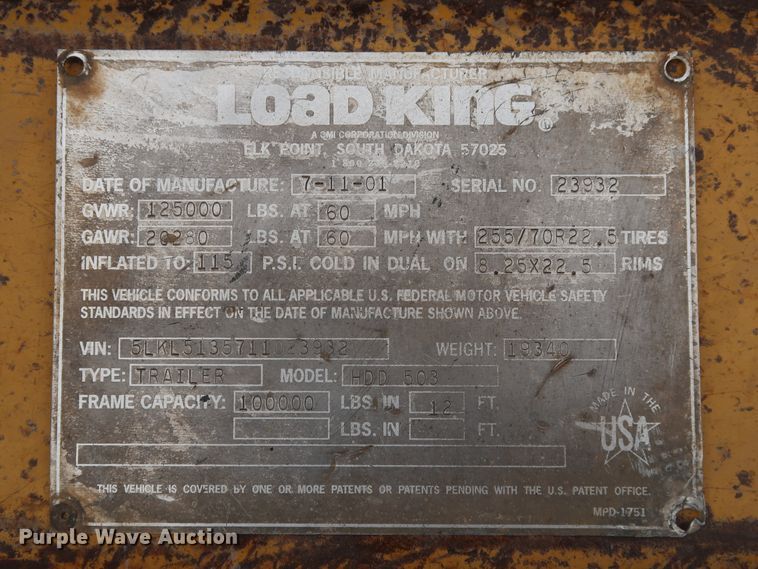 RESPONSIBLE MANUFACTURER
LOAD KING®
A CMI CORPORATION DIVISION
ELK POINT, SOUTH DAKOTA 57025
DATE OF MANUFACTURE: 7-11-01 SERIAL NO. 23932
GVWR: 125000 LBS. AT 60 MPH
GAWR: 20280 LBS. AT 60 MPH WITH 255/70R22.5 TIRES
INFLATED TO: 115 P.S.I. COLD IN DUAL ON 8.25X22.5 RIMS
THIS VEHICLE CONFORMS TO ALL APPLICABLE U.S. FEDERAL MOTOR VEHICLE SAFETY
STANDARDS IN EFFECT ON THE DATE OF MANUFACTURE SHOWN ABOVE.
VIN: WEIGHT: 19340
TYPE: TRAILER MODEL: HDD 503
FRAME CAPACITY: 100000 LBS IN 12 FT.
LBS. IN FT.
MADE IN THE
USA
THIS VEHICLE IS COVERED BY ONE OR MORE PATENTS OR PATENTS PENDING WITH THE U.S. PATENT OFFICE.
MPD-1751
Purple Wave Auction